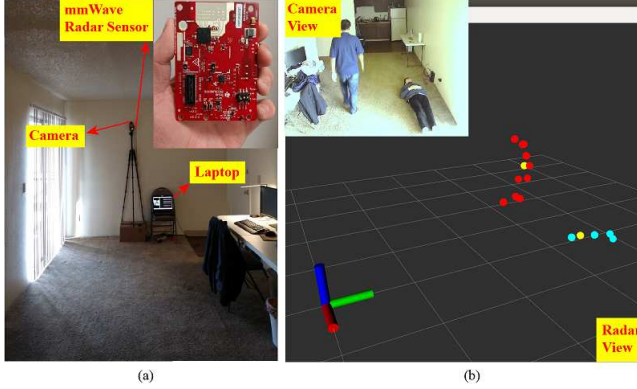 mmWave
Radar Sensor
Camera
Laptop
Camera
View
Radar
View
(a)
(b)